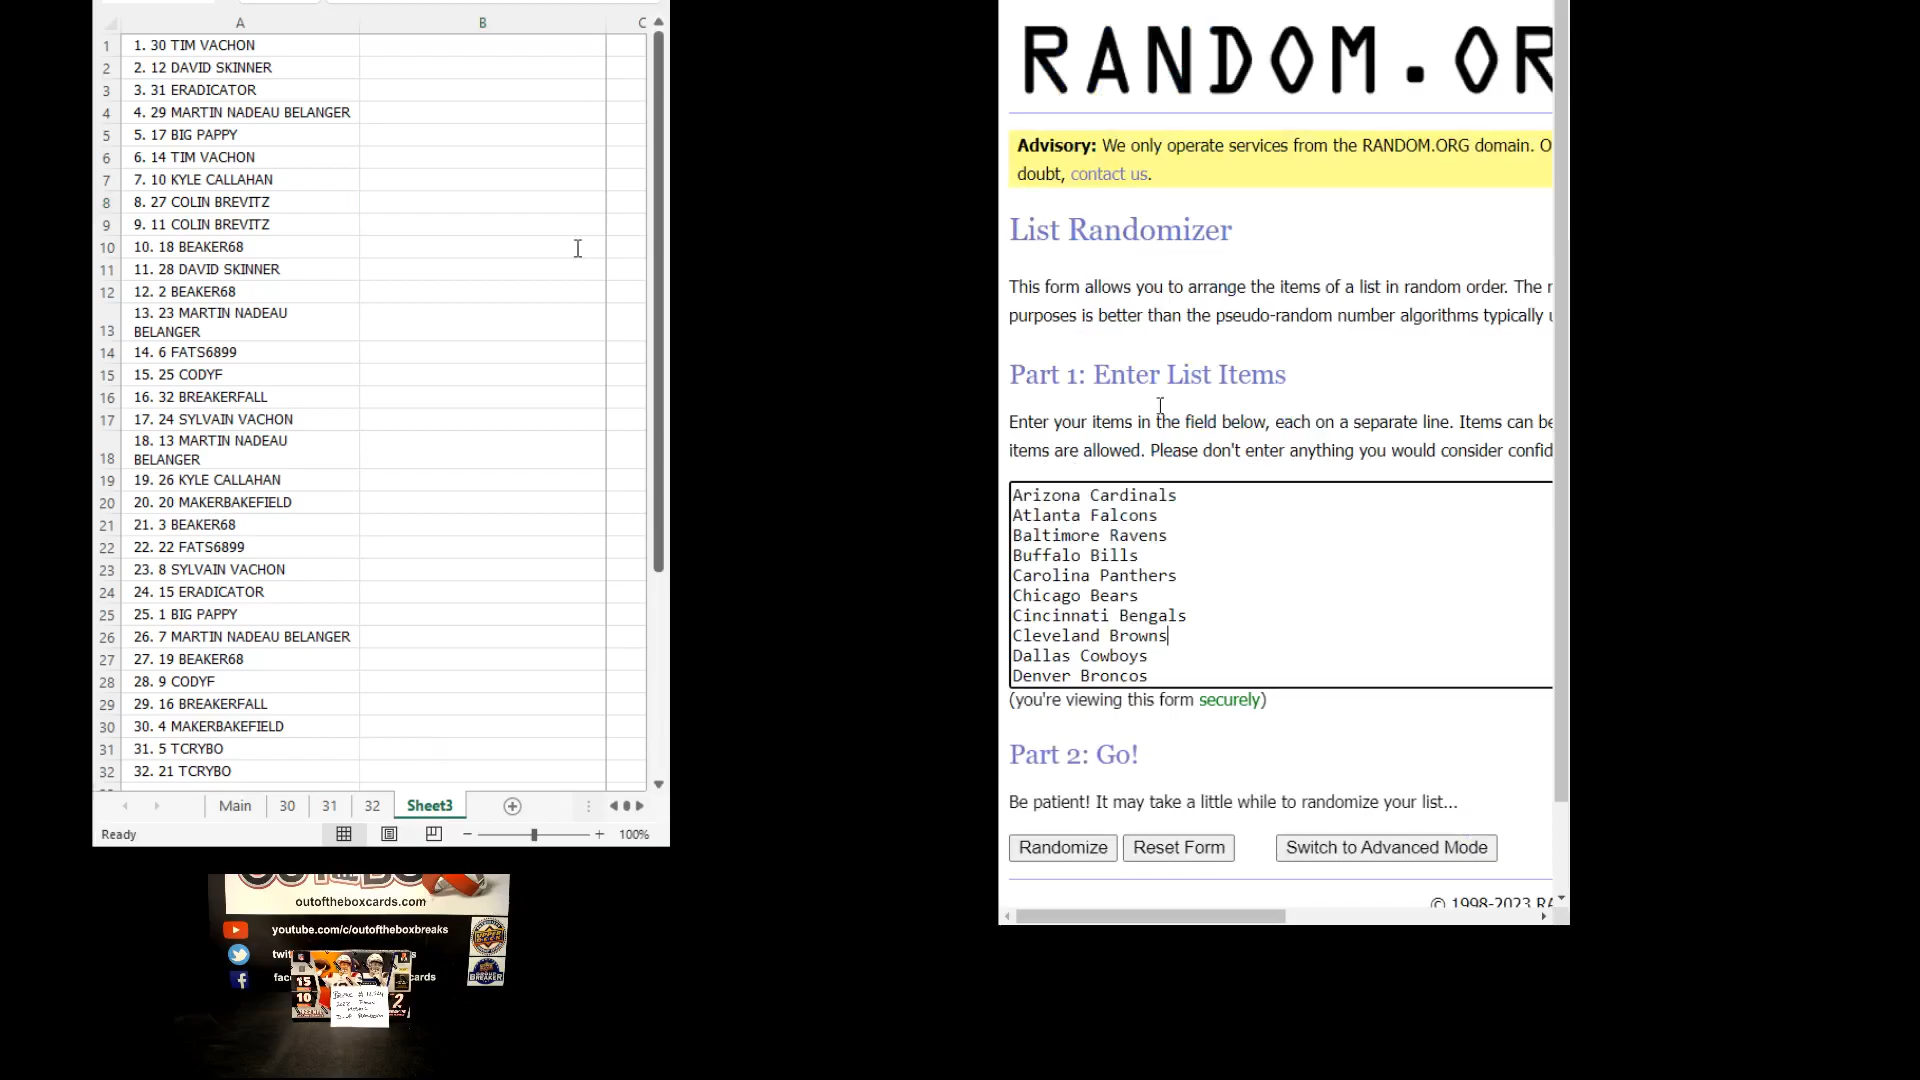 A B C
1 1. 30 TIM VACHON
2 2. 12 DAVID SKINNER
3 3. 31 ERADICATOR
4 4. 29 MARTIN NADEAU BELANGER
5 5. 17 BIG PAPPY
6 6. 14 TIM VACHON
7 7. 10 KYLE CALLAHAN
8 8. 27 COLIN BREVITZ
9 9. 11 COLIN BREVITZ
10 10. 18 BEAKER68
11 11. 28 DAVID SKINNER
12 12. 2 BEAKER68
13. 23 MARTIN NADEAU
13 BELANGER
14 14. 6 FATS6899
15 15. 25 CODYF
16 16. 32 BREAKERFALL
17 17. 24 SYLVAIN VACHON
18. 13 MARTIN NADEAU
18 BELANGER
19 19. 26 KYLE CALLAHAN
20 20. 20 MAKERBAKEFIELD
21 21. 3 BEAKER68
22 22. 22 FATS6899
23 23. 8 SYLVAIN VACHON
24 24. 15 ERADICATOR
25 25. 1 BIG PAPPY
26 26. 7 MARTIN NADEAU BELANGER
27 27. 19 BEAKER68
28 28. 9 CODYF
29 29. 16 BREAKERFALL
30 30. 4 MAKERBAKEFIELD
31 31. 5 TCRYBO
32 32. 21 TCRYBO
Main 30 31 32 Sheet3
Ready 100%
outoftheboxcards.com
youtube.com/c/outoftheboxbreaks
twit
fac cards
15
10 2
RANDOM.OR
Advisory: We only operate services from the RANDOM.ORG domain. O
doubt, contact us.
List Randomizer
This form allows you to arrange the items of a list in random order. The r
purposes is better than the pseudo-random number algorithms typically u
Part 1: Enter List Items
Enter your items in the field below, each on a separate line. Items can be
items are allowed. Please don't enter anything you would consider confid
Arizona Cardinals
Atlanta Falcons
Baltimore Ravens
Buffalo Bills
Carolina Panthers
Chicago Bears
Cincinnati Bengals
Cleveland Browns
Dallas Cowboys
Denver Broncos
(you're viewing this form securely)
Part 2: Go!
Be patient! It may take a little while to randomize your list...
Randomize Reset Form Switch to Advanced Mode
© 1998-2023 RA